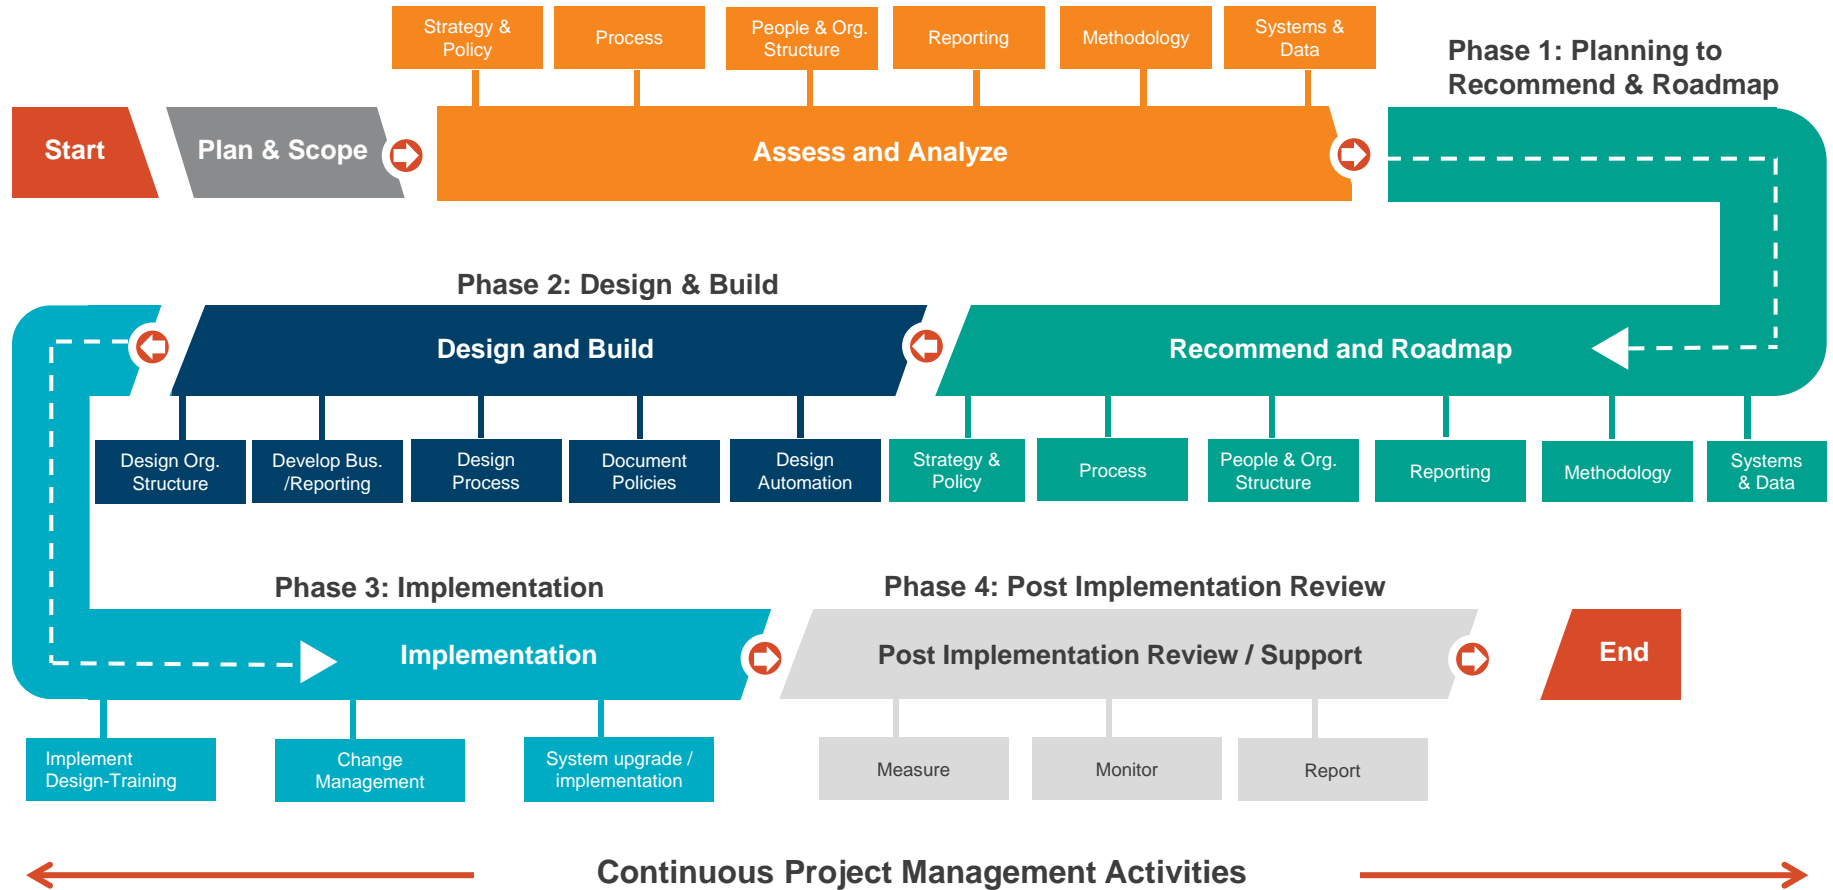 Strategy &
Policy
Process
People & Org.
Structure
Reporting
Methodology
Systems &
Data
Phase 1: Planning to
Recommend & Roadmap
Start
Plan & Scope
Assess and Analyze
Phase 2: Design & Build
Design and Build
Recommend and Roadmap
Design Org.
Structure
Develop Bus.
/Reporting
Design
Process
Document
Policies
Design
Automation
Strategy &
Policy
Process
People & Org.
Structure
Reporting
Methodology
Systems
& Data
Phase 3: Implementation
Phase 4: Post Implementation Review
Implementation
Post Implementation Review / Support
End
Implement
Design-Training
Change
Management
System upgrade /
implementation
Measure
Monitor
Report
Continuous Project Management Activities